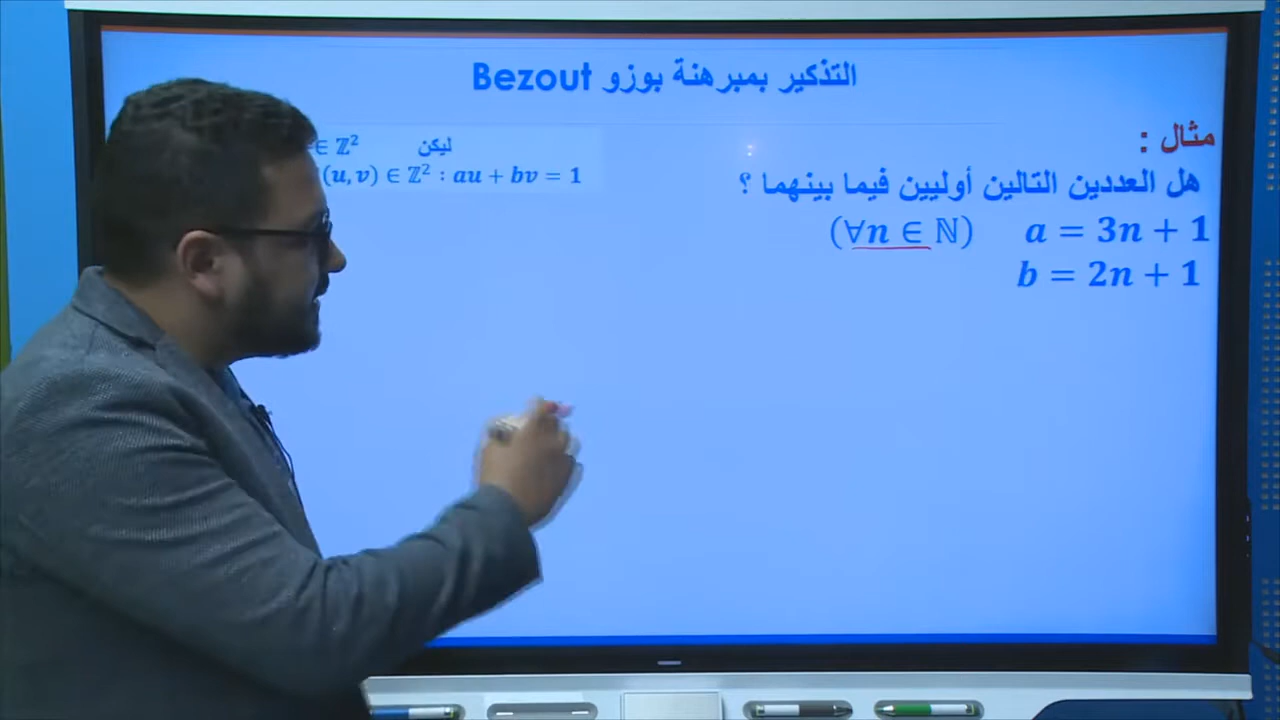 التذكير بمبرهنة بوزو Bezout
مثال :
هل العددين التالين أوليين فيما بينهما ؟
a = 3n + 1 (∀n ∈ ℕ)
b = 2n + 1
ليكن ∈ ℤ²
(u, v) ∈ ℤ² : au + bv = 1